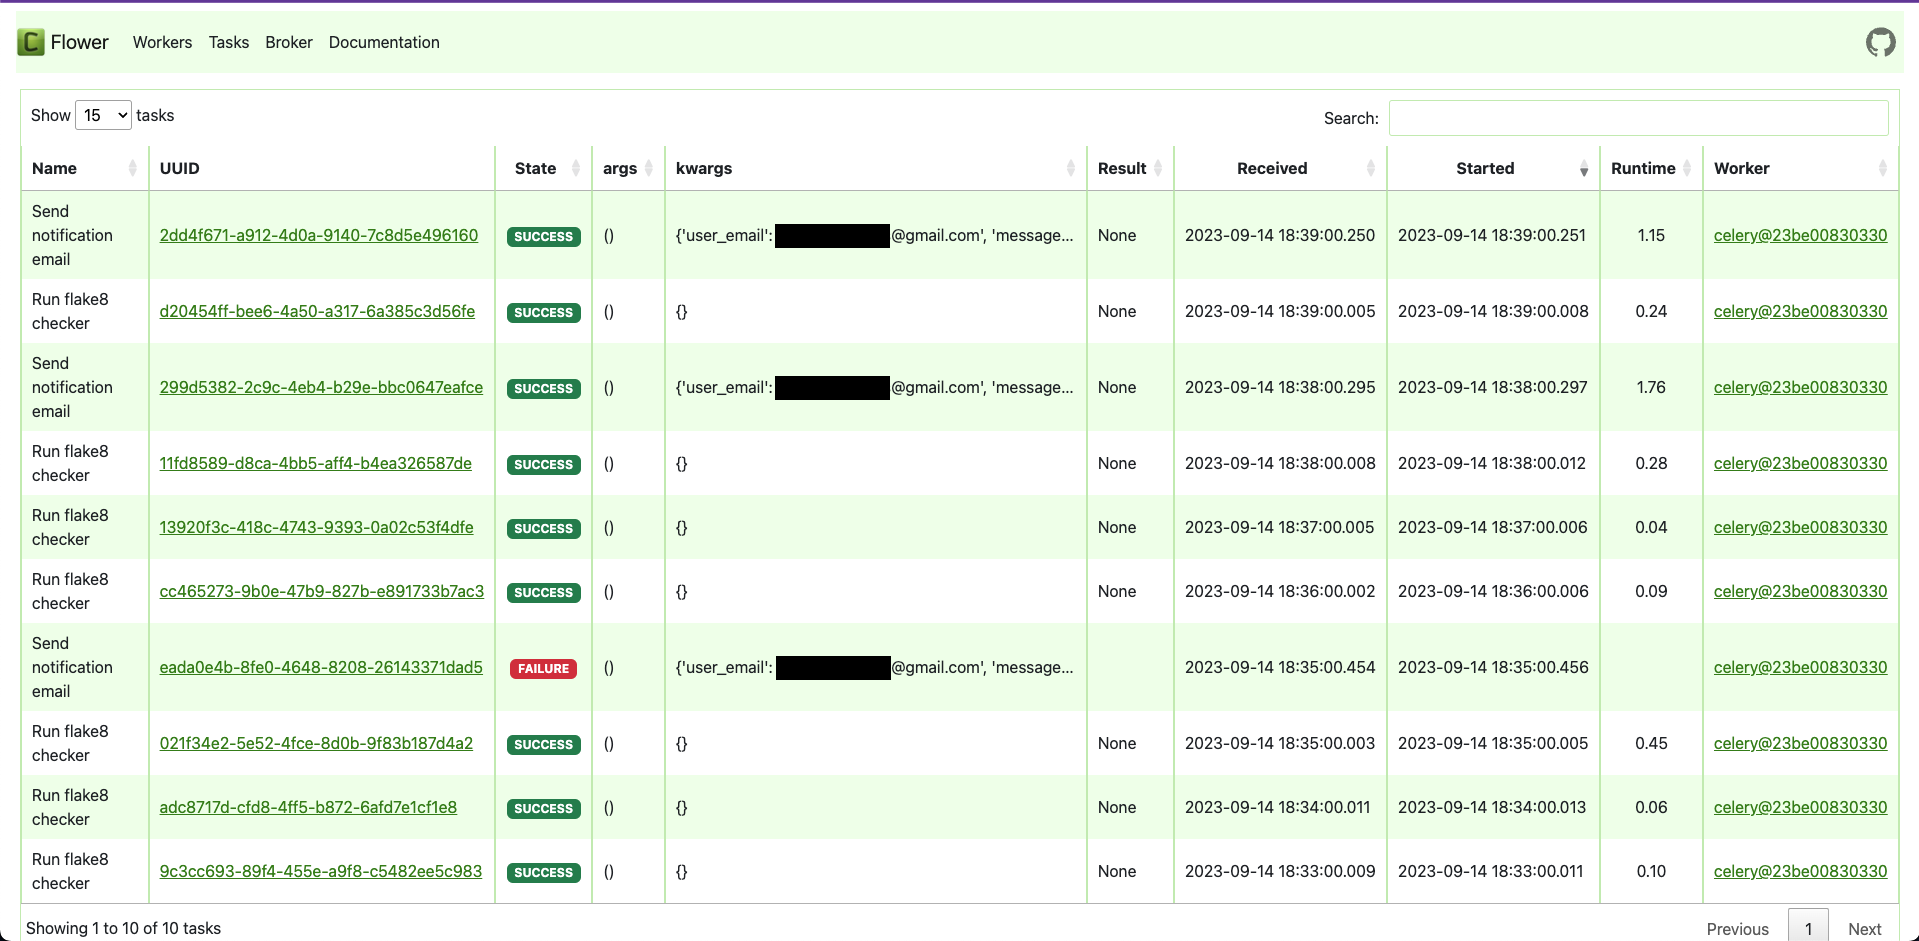 Flower Workers Tasks Broker Documentation
Show 15 tasks Search:
Name UUID State args kwargs Result Received Started Runtime Worker
Send notification email 2dd4f671-a912-4d0a-9140-7c8d5e496160 SUCCESS () {'user_email': @gmail.com', 'message... None 2023-09-14 18:39:00.250 2023-09-14 18:39:00.251 1.15 celery@23be00830330
Run flake8 checker d20454ff-bee6-4a50-a317-6a385c3d56fe SUCCESS () {} None 2023-09-14 18:39:00.005 2023-09-14 18:39:00.008 0.24 celery@23be00830330
Send notification email 299d5382-2c9c-4eb4-b29e-bbc0647eafce SUCCESS () {'user_email': @gmail.com', 'message... None 2023-09-14 18:38:00.295 2023-09-14 18:38:00.297 1.76 celery@23be00830330
Run flake8 checker 11fd8589-d8ca-4bb5-aff4-b4ea326587de SUCCESS () {} None 2023-09-14 18:38:00.008 2023-09-14 18:38:00.012 0.28 celery@23be00830330
Run flake8 checker 13920f3c-418c-4743-9393-0a02c53f4dfe SUCCESS () {} None 2023-09-14 18:37:00.005 2023-09-14 18:37:00.006 0.04 celery@23be00830330
Run flake8 checker cc465273-9b0e-47b9-827b-e891733b7ac3 SUCCESS () {} None 2023-09-14 18:36:00.002 2023-09-14 18:36:00.006 0.09 celery@23be00830330
Send notification email eada0e4b-8fe0-4648-8208-26143371dad5 FAILURE () {'user_email': @gmail.com', 'message... 2023-09-14 18:35:00.454 2023-09-14 18:35:00.456 celery@23be00830330
Run flake8 checker 021f34e2-5e52-4fce-8d0b-9f83b187d4a2 SUCCESS () {} None 2023-09-14 18:35:00.003 2023-09-14 18:35:00.005 0.45 celery@23be00830330
Run flake8 checker adc8717d-cfd8-4ff5-b872-6afd7e1cf1e8 SUCCESS () {} None 2023-09-14 18:34:00.011 2023-09-14 18:34:00.013 0.06 celery@23be00830330
Run flake8 checker 9c3cc693-89f4-455e-a9f8-c5482ee5c983 SUCCESS () {} None 2023-09-14 18:33:00.009 2023-09-14 18:33:00.011 0.10 celery@23be00830330
Showing 1 to 10 of 10 tasks Previous 1 Next